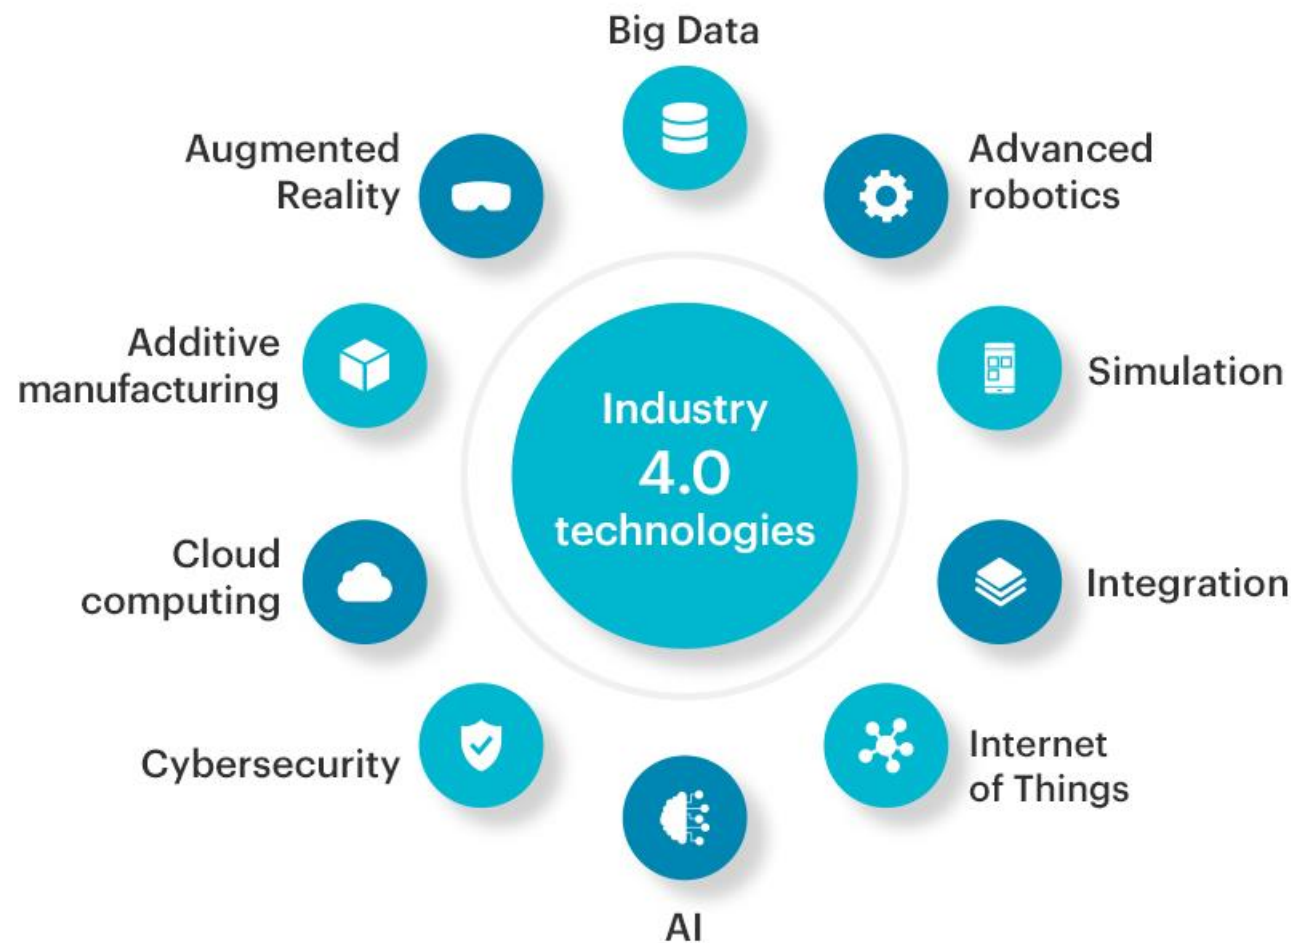 Big Data
Augmented
Reality
Advanced
robotics
Additive
manufacturing
Simulation
Industry
4.0
technologies
Cloud
computing
Integration
Cybersecurity
Internet
of Things
AI